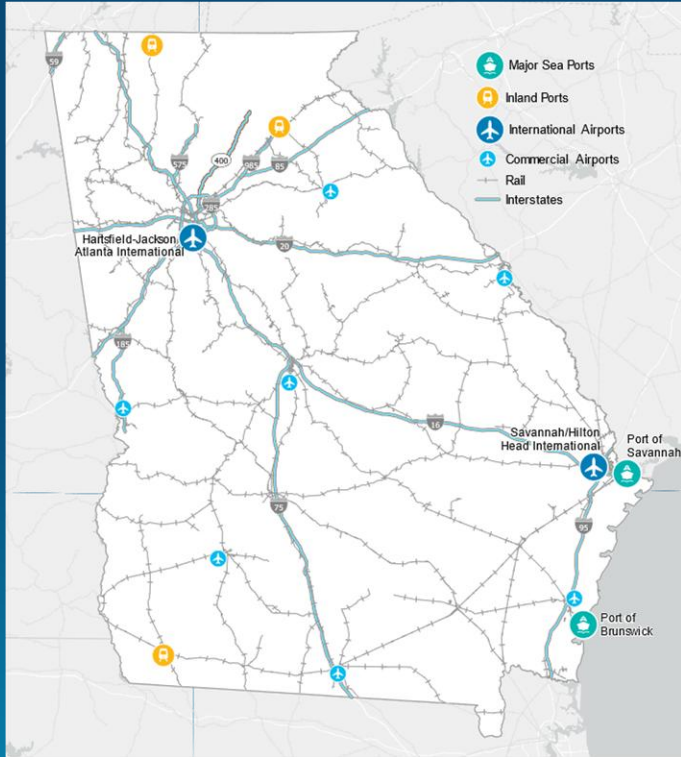 59
Major Sea Ports
Inland Ports
International Airports
Commercial Airports
Rail
Interstates
575
400
985
85
285
Hartsfield-Jackson
Atlanta International
20
185
16
Savannah/Hilton
Head International
Port of
Savannah
75
95
Port of
Brunswick